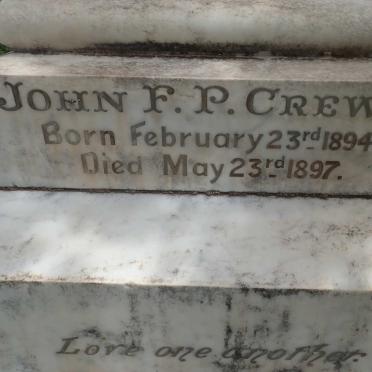 JOHN F. P. CREW
Born February 23rd 1894
Died May 23rd 1897.
Love one another.